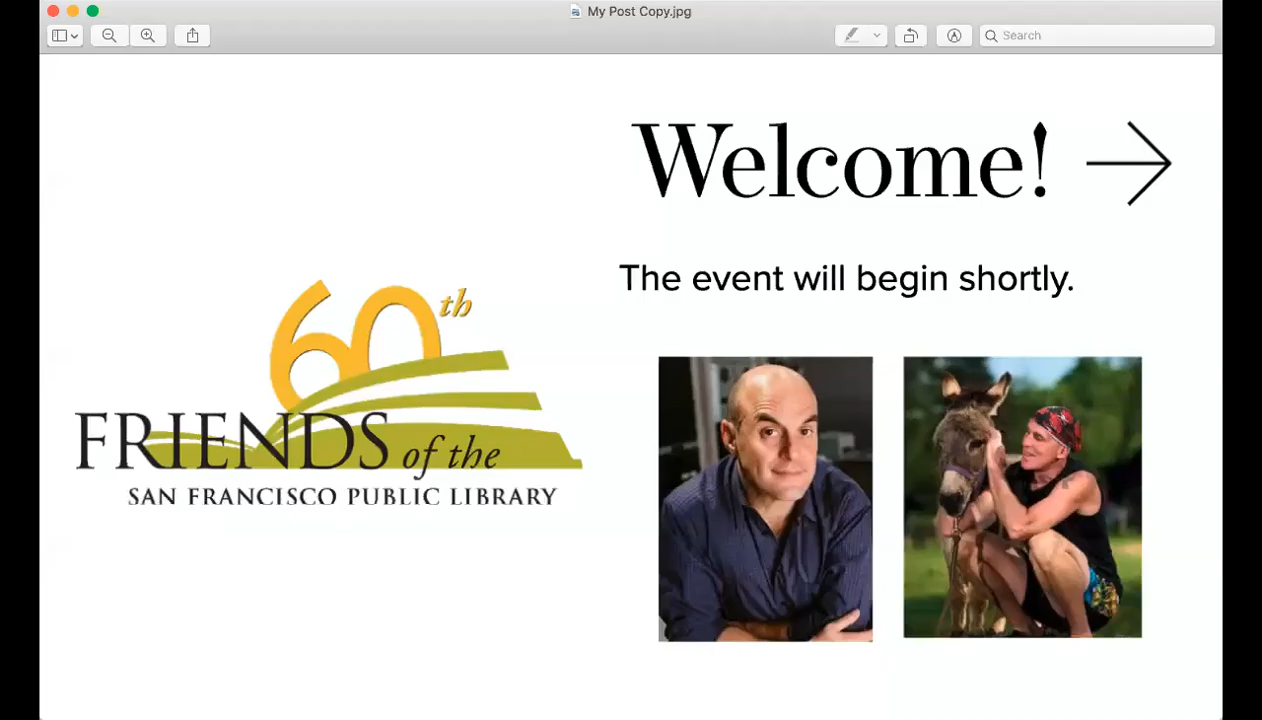 My Post Copy.jpg
Search
Welcome!
The event will begin shortly.
60th
FRIENDS of the
SAN FRANCISCO PUBLIC LIBRARY